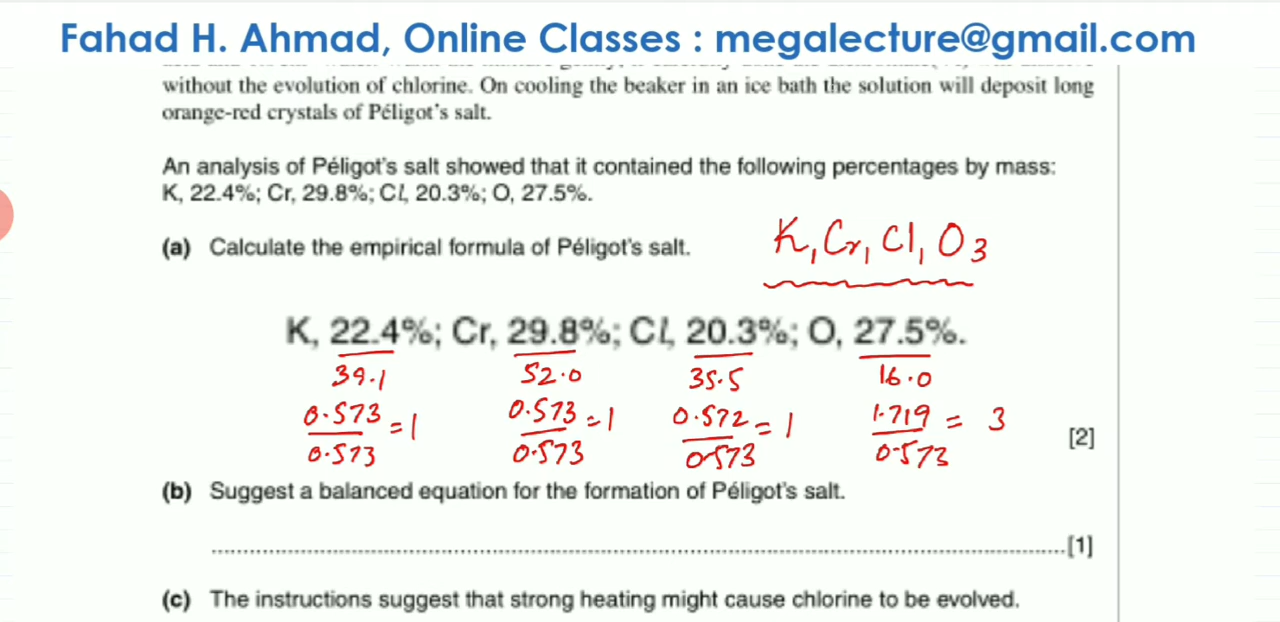 Fahad H. Ahmad, Online Classes : megalecture@gmail.com
without the evolution of chlorine. On cooling the beaker in an ice bath the solution will deposit long
orange-red crystals of Péligot's salt.
An analysis of Péligot's salt showed that it contained the following percentages by mass:
K, 22.4%; Cr, 29.8%; Cl, 20.3%; O, 27.5%.
(a) Calculate the empirical formula of Péligot's salt.
K₁Cr₁Cl₁O₃
K, 22.4%; Cr, 29.8%; Cl, 20.3%; O, 27.5%.
39.1 52.0 35.5 16.0
0.573 = 1 0.573 = 1 0.572 = 1 1.719 = 3
0.573 0.573 0.573 0.573
[2]
(b) Suggest a balanced equation for the formation of Péligot's salt.
[1]
(c) The instructions suggest that strong heating might cause chlorine to be evolved.